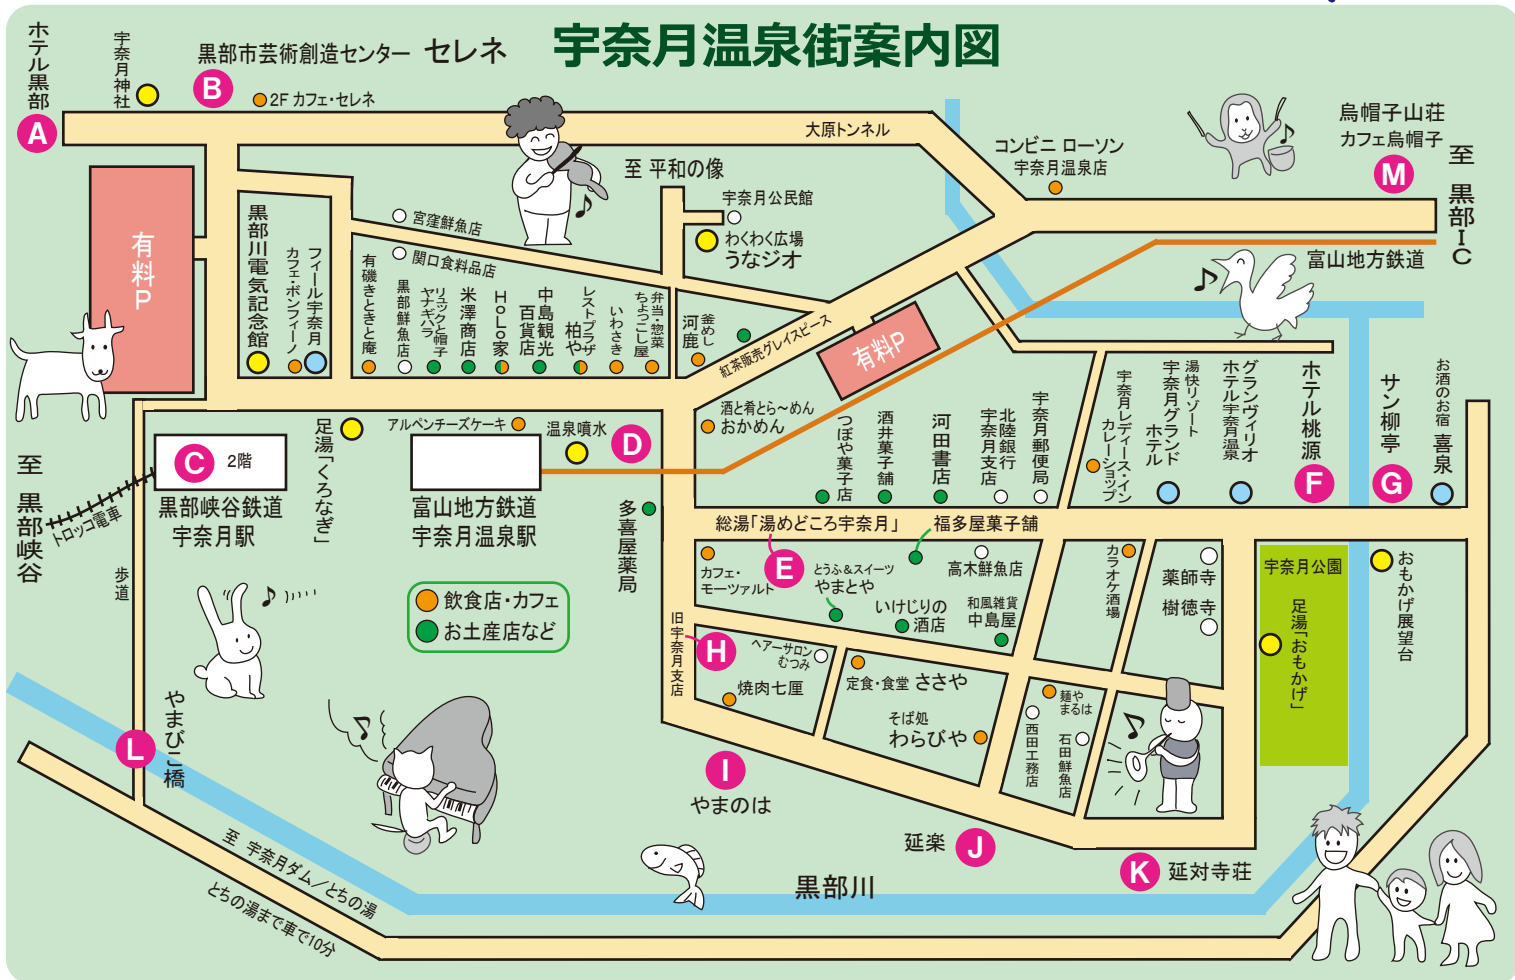 宇奈月温泉街案内図
ホテル黒部
A
宇奈月神社
黒部市芸術創造センター セレネ
B
2F カフェ・セレネ
大原トンネル
コンビニ ローソン
宇奈月温泉店
烏帽子山荘
カフェ烏帽子
M
至 黒部IC
富山地方鉄道
至 平和の像
宇奈月公民館
わくわく広場
うなジオ
有料P
黒部川電気記念館
カフェ・ボンフィーノ
フィール宇奈月
宮窪鮮魚店
関口食料品店
有磯きときと庵
黒部鮮魚店
リュックと帽子
ヤナギハラ
米澤商店
HoLo家
中島観光
百貨店
レストプラザ
柏や
いわさき
弁当・惣菜
ちょっこし屋
釜めし
河鹿
紅茶販売グレイスピース
有料P
酒と肴とら〜めん
おかめん
つぼや菓子店
酒井菓子舗
河田書店
北陸銀行
宇奈月支店
宇奈月郵便局
宇奈月レディース・イン
カレーショップ
湯快リゾート
宇奈月グランド
ホテル
グランヴィリオ
ホテル宇奈月温泉
ホテル桃源
F
サン柳亭
G
お酒のお宿
喜泉
至 黒部峡谷
トロッコ電車
C
2階
黒部峡谷鉄道
宇奈月駅
足湯「くろなぎ」
アルペンチーズケーキ
温泉噴水
D
富山地方鉄道
宇奈月温泉駅
多喜屋薬局
歩道
飲食店・カフェ
お土産店など
総湯「湯めどころ宇奈月」
E
福多屋菓子舗
カフェ・
モーツァルト
とうふ&スイーツ
やまとや
高木鮮魚店
いけじりの
酒店
和風雑貨
中島屋
カラオケ酒場
薬師寺
樹徳寺
宇奈月公園
足湯「おもかげ」
おもかげ展望台
旧宇奈月支店
H
ヘアーサロン
むつみ
焼肉七厘
定食・食堂 ささや
そば処
わらびや
麺や
まるは
西田工務店
石田鮮魚店
L
やまびこ橋
I
やまのは
延楽
J
K
延対寺荘
黒部川
至 宇奈月ダム/とちの湯
とちの湯まで車で10分